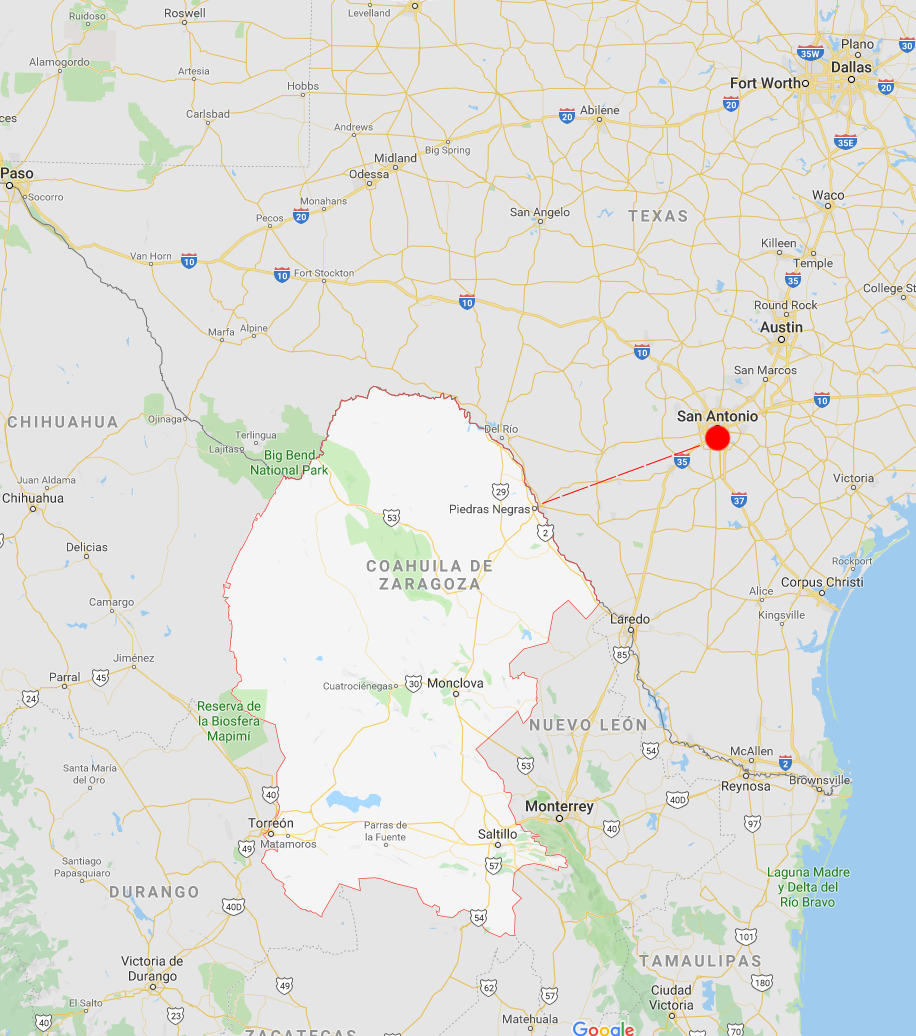 Ruidoso
Roswell
Levelland
Plano
30
35W
Dallas
Alamogordo
Fort Worth
Artesia
20
Hobbs
20
Abilene
20
ces
Carlsbad
Andrews
Big Spring
35E
Midland
Odessa
Paso
Socorro
Monahans
Waco
Pecos
20
San Angelo
TEXAS
Killeen
Temple
Van Horn
10
10
Fort Stockton
35
College St
10
Round Rock
Marfa
Alpine
Austin
10
San Marcos
10
CHIHUAHUA
Ojinaga
San Antonio
Del Río
Terlingua
Lajitas
Big Bend
National Park
35
Juan Aldama
29
Victoria
Chihuahua
37
Piedras Negras
53
2
Delicias
COAHUILA DE
ZARAGOZA
Rockport
Corpus Christi
Alice
Camargo
Kingsville
Laredo
85
Jiménez
Parral
45
Cuatrociénegas
30
Monclova
24
Reserva de
la Biosfera
Mapimí
NUEVO LEÓN
54
McAllen
53
2
Santa María
del Oro
Brownsville
Reynosa
40
40D
Monterrey
Torreón
Parras de
la Fuente
97
40
Saltillo
Matamoros
49
57
Santiago
Papasquiaro
Laguna Madre
y Delta del
Río Bravo
DURANGO
40D
54
101
Victoria de
Durango
TAMAULIPAS
49
62
57
180
Ciudad
Victoria
El Salto
40
23
Matehuala
70
ZACATECAS
Google